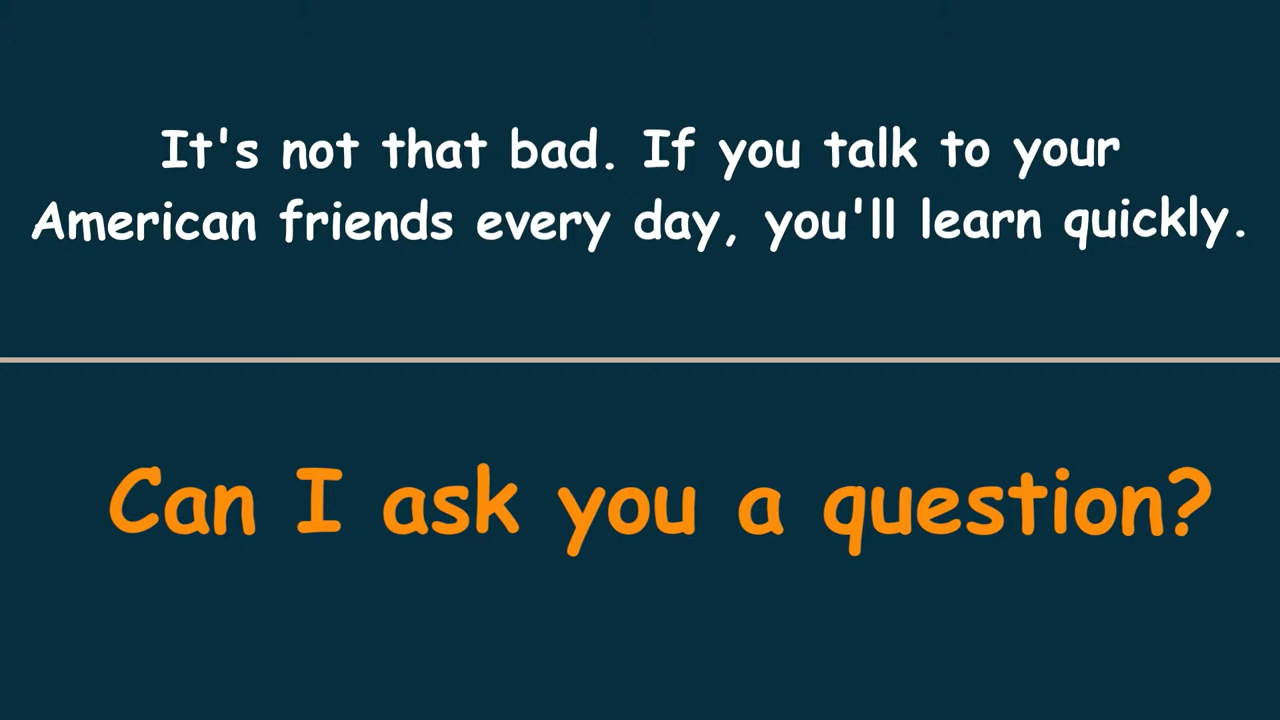 It's not that bad. If you talk to your
American friends every day, you'll learn quickly.
Can I ask you a question?